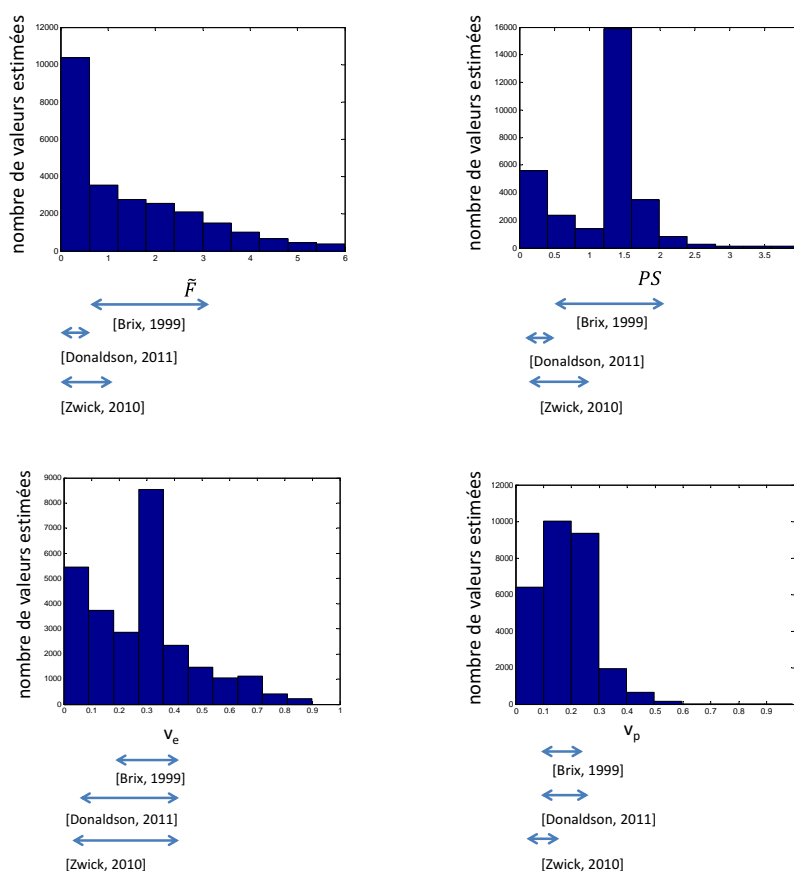 nombre de valeurs estimées
12000
10000
8000
6000
4000
2000
0
0 1 2 3 4 5 6
F̃
[Brix, 1999]
[Donaldson, 2011]
[Zwick, 2010]
nombre de valeurs estimées
16000
14000
12000
10000
8000
6000
4000
2000
0
0 0.5 1 1.5 2 2.5 3 3.5
PS
[Brix, 1999]
[Donaldson, 2011]
[Zwick, 2010]
nombre de valeurs estimées
9000
8000
7000
6000
5000
4000
3000
2000
1000
0
0 0.1 0.2 0.3 0.4 0.5 0.6 0.7 0.8 0.9 1
v_e
[Brix, 1999]
[Donaldson, 2011]
[Zwick, 2010]
nombre de valeurs estimées
12000
10000
8000
6000
4000
2000
0
0 0.1 0.2 0.3 0.4 0.5 0.6 0.7 0.8 0.9
v_p
[Brix, 1999]
[Donaldson, 2011]
[Zwick, 2010]